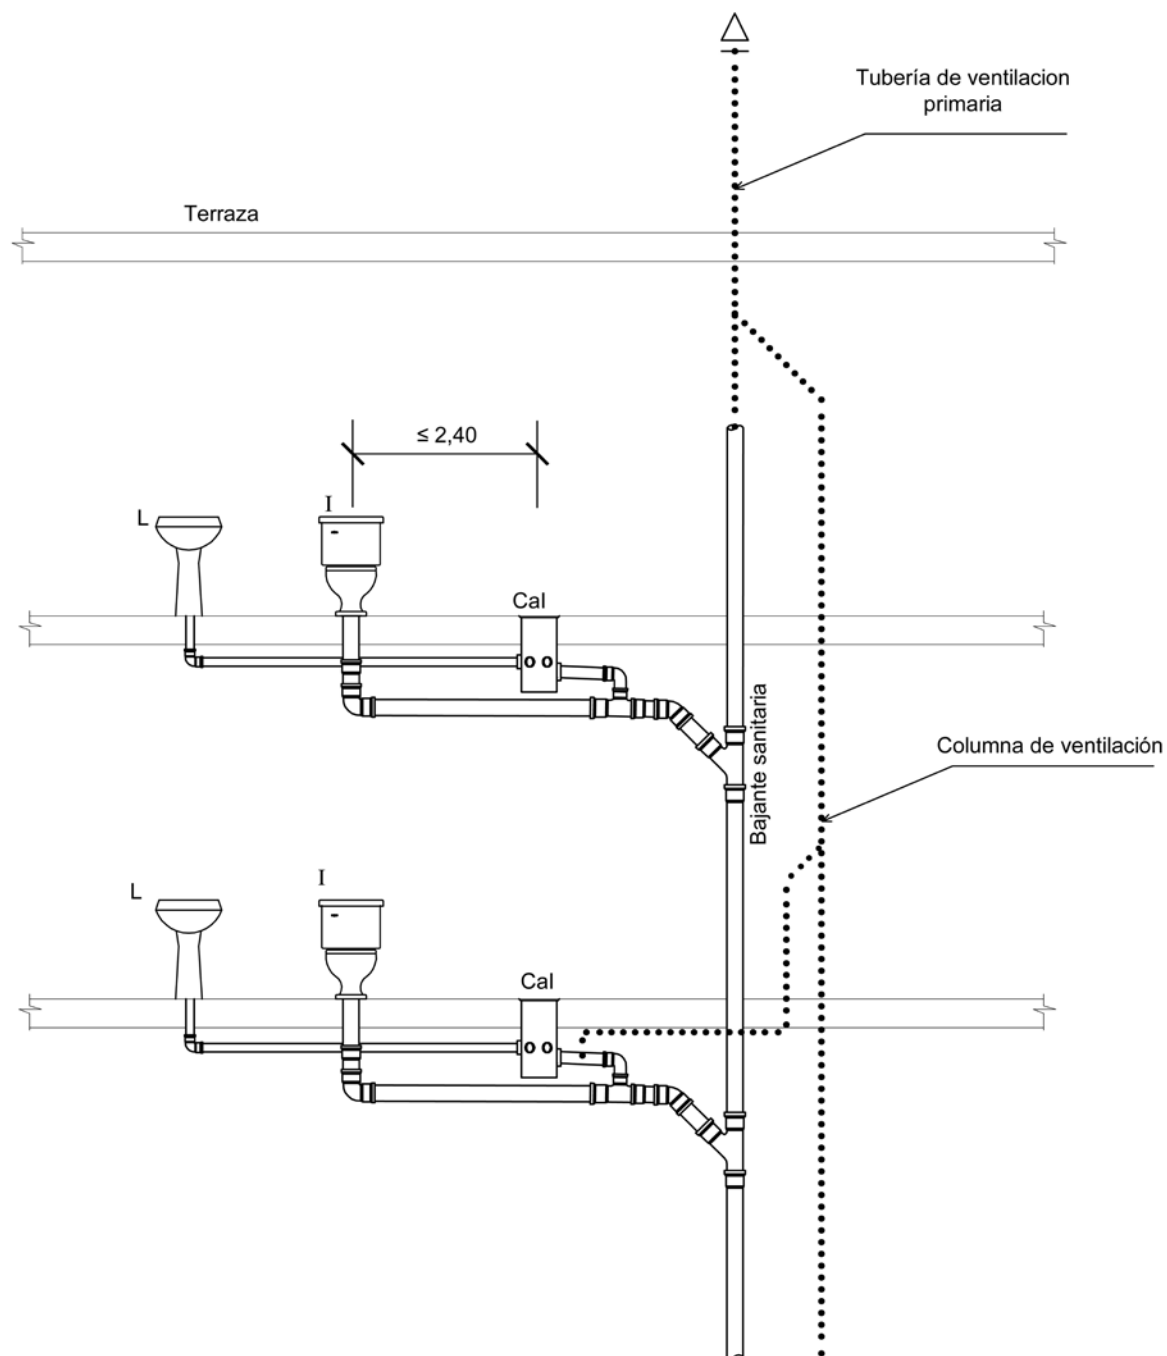 Tubería de ventilacion
primaria
Terraza
≤ 2,40
L
I
Cal
Bajante sanitaria
Columna de ventilación
L
I
Cal